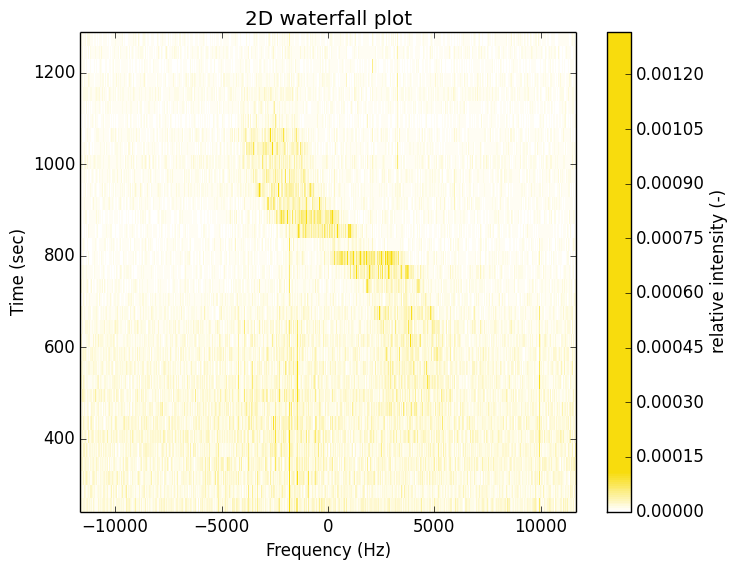 2D waterfall plot
1200
1000
800
600
400
Time (sec)
−10000 −5000 0 5000 10000
Frequency (Hz)
0.00120
0.00105
0.00090
0.00075
0.00060
0.00045
0.00030
0.00015
0.00000
relative intensity (-)